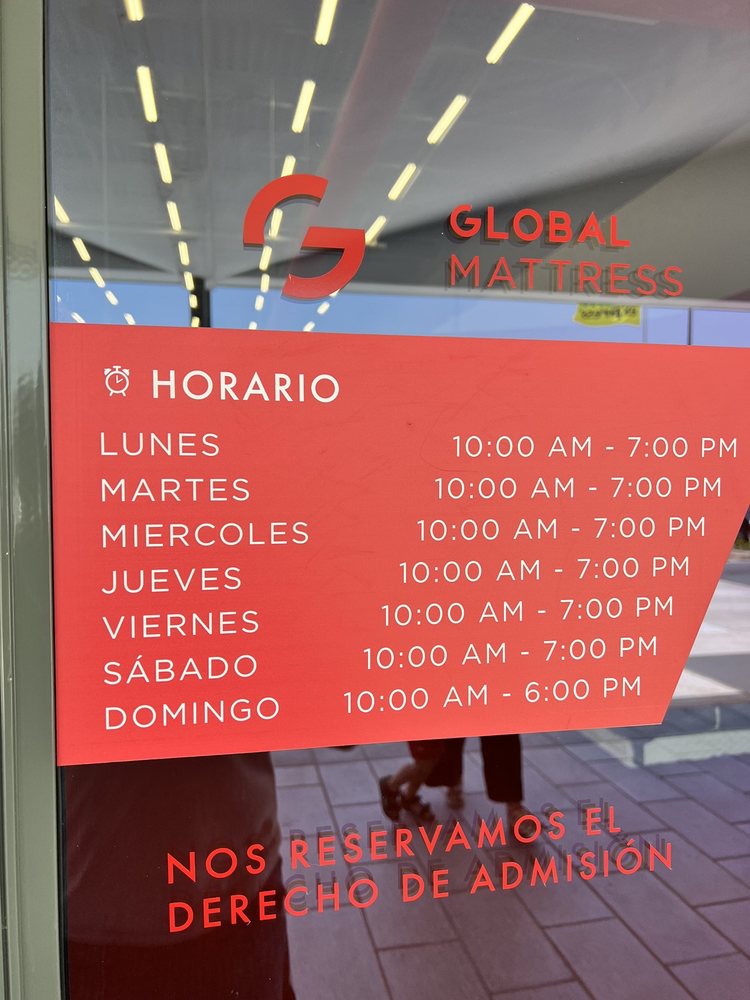 GLOBAL
MATTRESS
HORARIO
LUNES 10:00 AM - 7:00 PM
MARTES 10:00 AM - 7:00 PM
MIERCOLES 10:00 AM - 7:00 PM
JUEVES 10:00 AM - 7:00 PM
VIERNES 10:00 AM - 7:00 PM
SÁBADO 10:00 AM - 7:00 PM
DOMINGO 10:00 AM - 6:00 PM
NOS RESERVAMOS EL
DERECHO DE ADMISIÓN